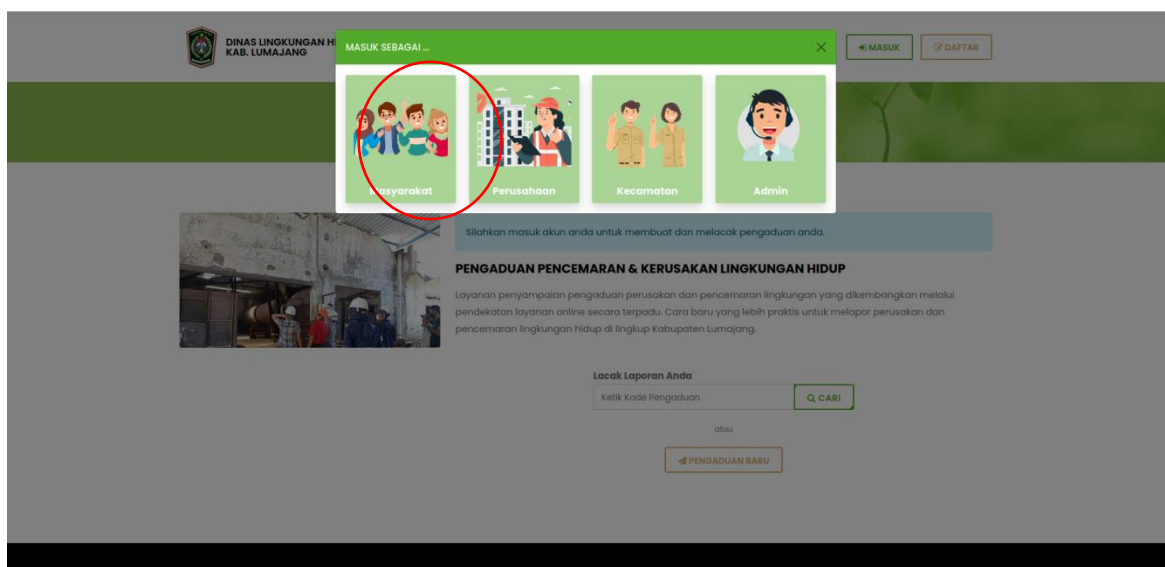 DINAS LINGKUNGAN HI
KAB. LUMAJANG
MASUK SEBAGAI ...
MASUK
DAFTAR
Masyarakat
Perusahaan
Kecamatan
Admin
Silahkan masuk akun anda untuk membuat dan melacak pengaduan anda.
PENGADUAN PENCEMARAN & KERUSAKAN LINGKUNGAN HIDUP
Layanan penyampaian pengaduan perusakan dan pencemaran lingkungan yang dikembangkan melalui
pendekatan layanan online secara terpadu. Cara baru yang lebih praktis untuk melapor perusakan dan
pencemaran lingkungan hidup di lingkup Kabupaten Lumajang.
Lacak Laporan Anda
Ketik Kode Pengaduan
CARI
atau
PENGADUAN BARU